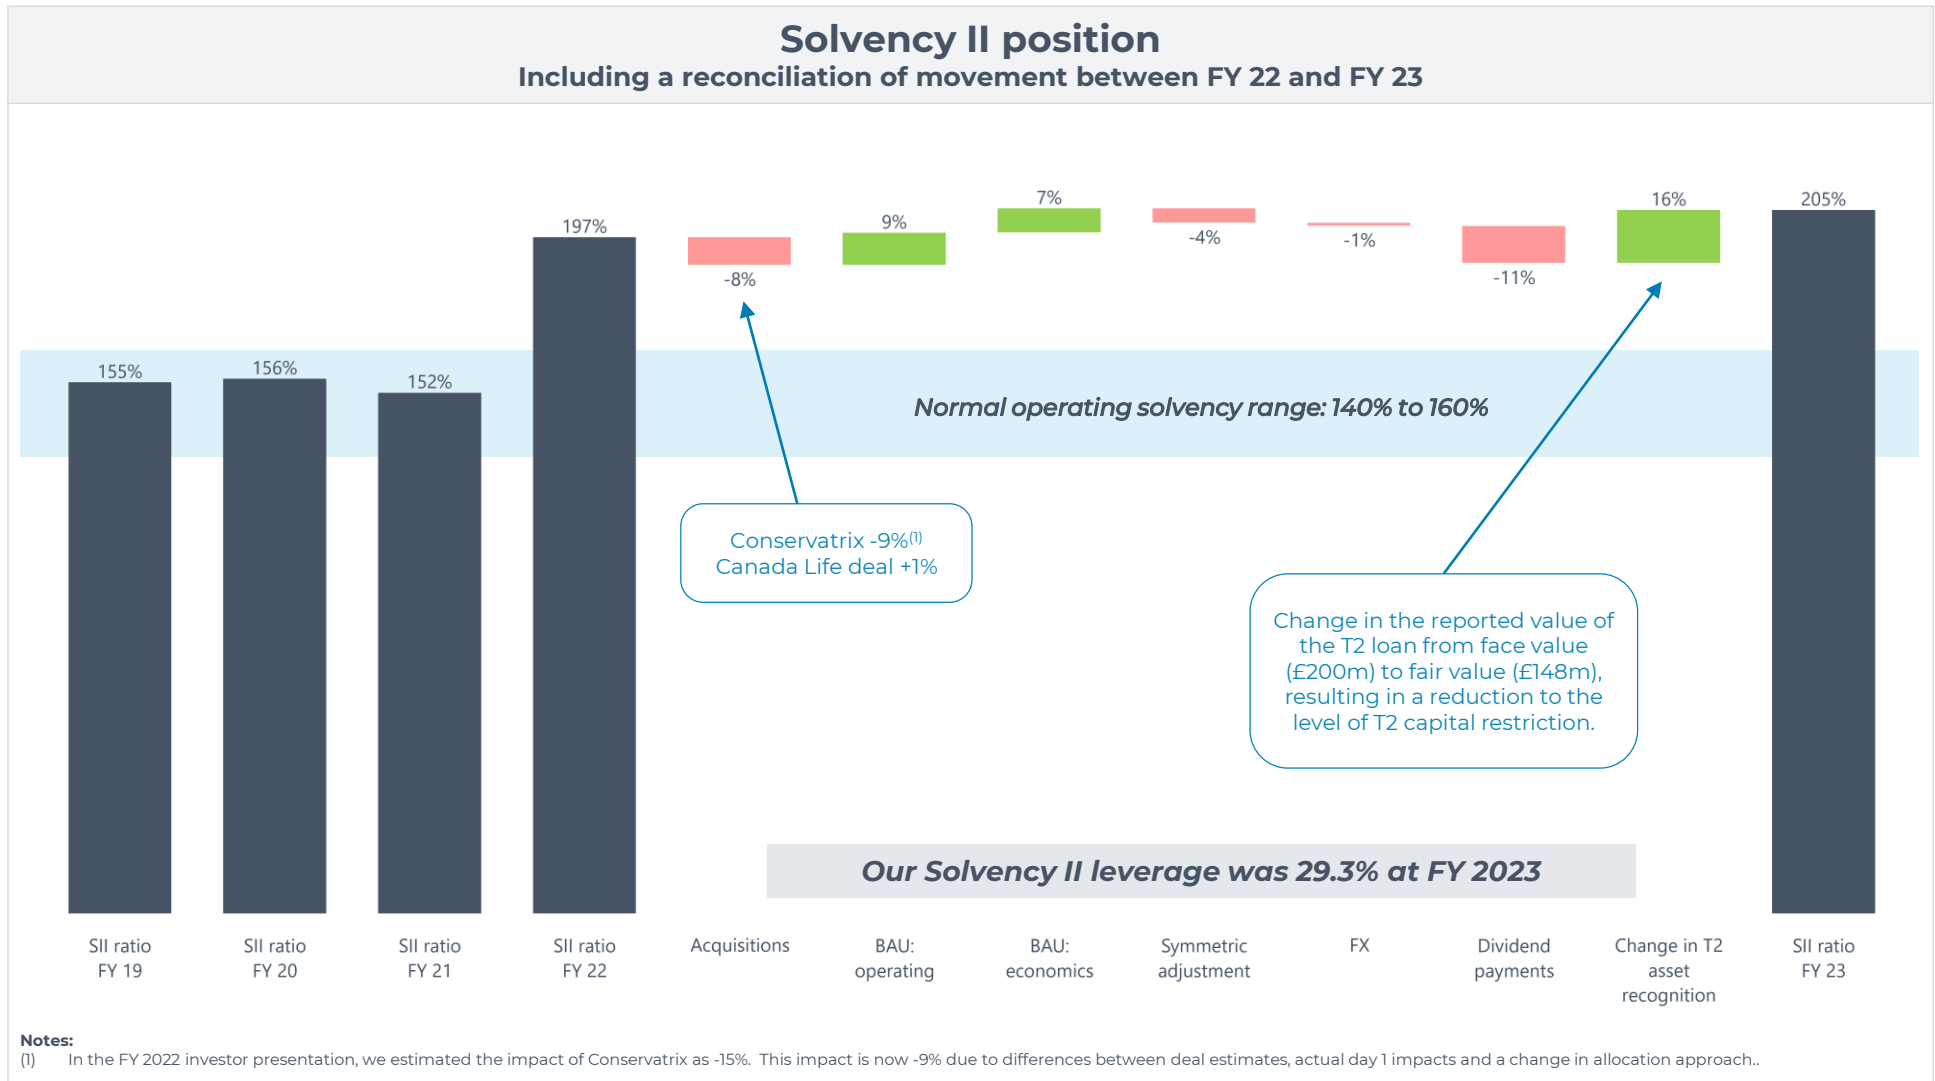 Solvency II position
Including a reconciliation of movement between FY 22 and FY 23
155%
156%
152%
197%
-8%
9%
7%
-4%
-1%
-11%
16%
205%
Normal operating solvency range: 140% to 160%
Conservatrix -9%(1)
Canada Life deal +1%
Change in the reported value of
the T2 loan from face value
(£200m) to fair value (£148m),
resulting in a reduction to the
level of T2 capital restriction.
Our Solvency II leverage was 29.3% at FY 2023
SII ratio
FY 19
SII ratio
FY 20
SII ratio
FY 21
SII ratio
FY 22
Acquisitions
BAU:
operating
BAU:
economics
Symmetric
adjustment
FX
Dividend
payments
Change in T2
asset
recognition
SII ratio
FY 23
Notes:
(1) In the FY 2022 investor presentation, we estimated the impact of Conservatrix as -15%. This impact is now -9% due to differences between deal estimates, actual day 1 impacts and a change in allocation approach..